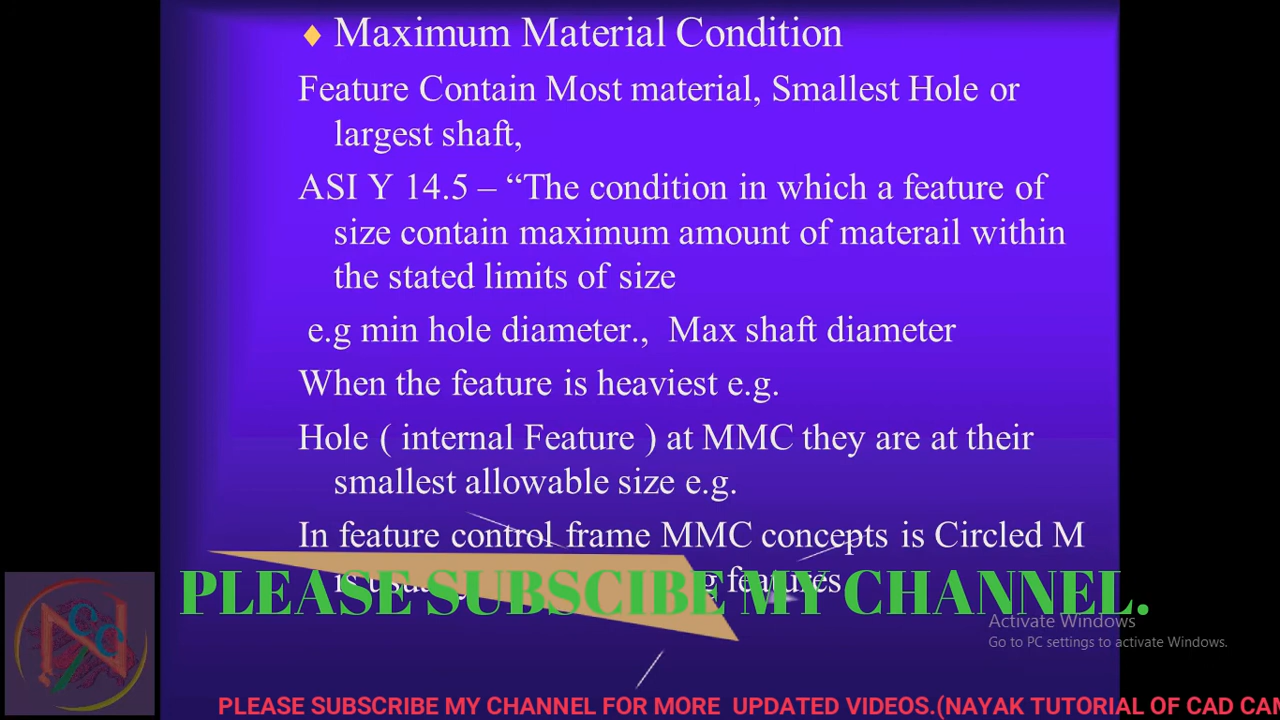 Maximum Material Condition
Feature Contain Most material, Smallest Hole or
largest shaft,
ASI Y 14.5 – “The condition in which a feature of
size contain maximum amount of materail within
the stated limits of size
e.g min hole diameter., Max shaft diameter
When the feature is heaviest e.g.
Hole ( internal Feature ) at MMC they are at their
smallest allowable size e.g.
In feature control frame MMC concepts is Circled M
is features
PLEASE SUBSCIBE MY CHANNEL.
Activate Windows
Go to PC settings to activate Windows.
PLEASE SUBSCRIBE MY CHANNEL FOR MORE UPDATED VIDEOS.(NAYAK TUTORIAL OF CAD CAM